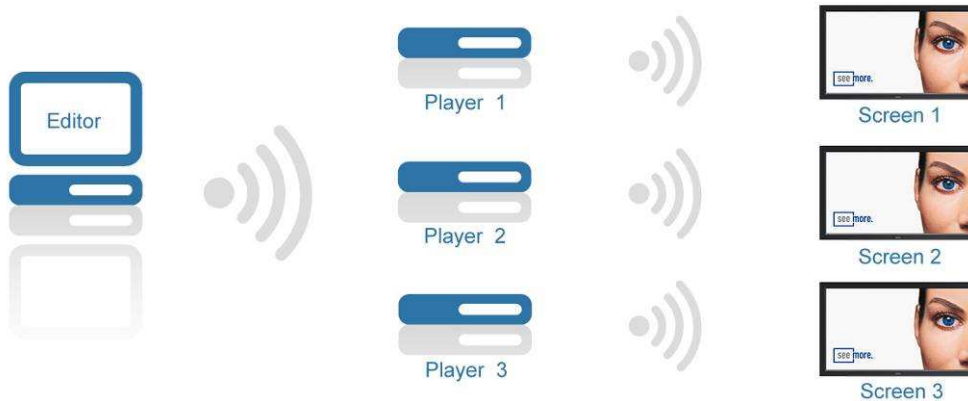 Editor
Player 1
see more.
Screen 1
Player 2
see more.
Screen 2
Player 3
see more.
Screen 3